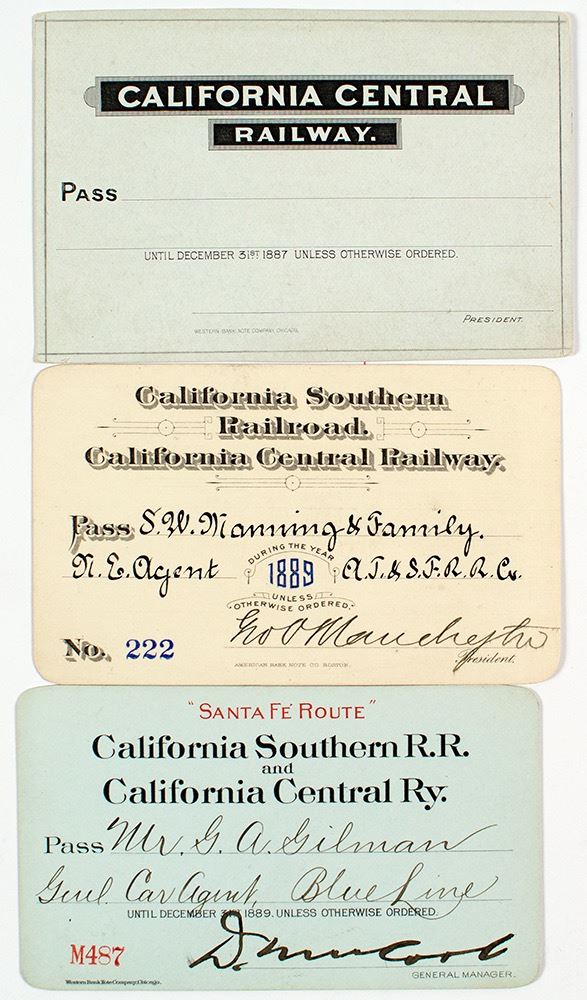 CALIFORNIA CENTRAL
RAILWAY.
PASS
UNTIL DECEMBER 31ST 1887 UNLESS OTHERWISE ORDERED.
PRESIDENT.
WESTERN BANK NOTE COMPANY, CHICAGO.
California Southern
Railroad.
California Central Railway.
Pass S. W. Manning & Family.
DURING THE YEAR
N. E. Agent 1889 A. T. & S. F. R. R. Co.
UNLESS
OTHERWISE ORDERED.
Geo O Manchester
No. 222 President.
AMERICAN BANK NOTE CO. BOSTON.
"SANTA FÉ ROUTE"
California Southern R.R.
and
California Central Ry.
Pass Mr. G. A. Gilman
Genl. Car Agent, Blue Line
UNTIL DECEMBER 31ST 1889. UNLESS OTHERWISE ORDERED.
M487 D. McCool
GENERAL MANAGER.
Western Bank Note Company, Chicago.